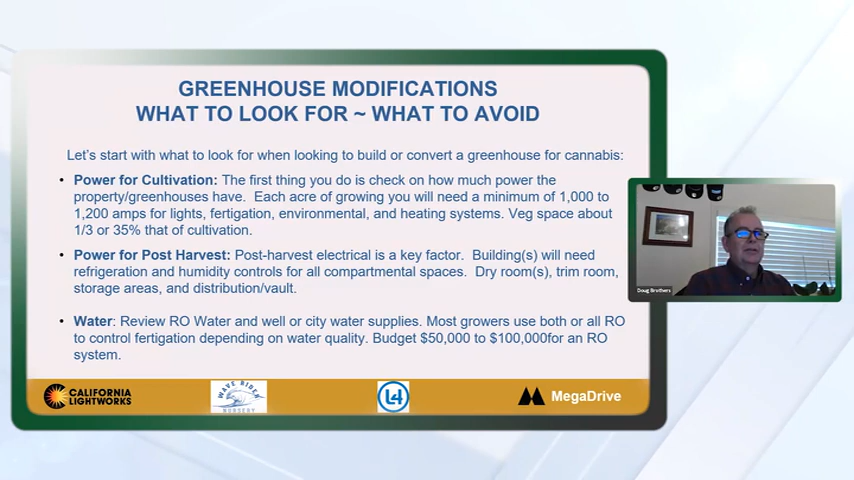 GREENHOUSE MODIFICATIONS
WHAT TO LOOK FOR ~ WHAT TO AVOID
Let's start with what to look for when looking to build or convert a greenhouse for cannabis:
• Power for Cultivation: The first thing you do is check on how much power the
property/greenhouses have. Each acre of growing you will need a minimum of 1,000 to
1,200 amps for lights, fertigation, environmental, and heating systems. Veg space about
1/3 or 35% that of cultivation.
• Power for Post Harvest: Post-harvest electrical is a key factor. Building(s) will need
refrigeration and humidity controls for all compartmental spaces. Dry room(s), trim room,
storage areas, and distribution/vault.
• Water: Review RO Water and well or city water supplies. Most growers use both or all RO
to control fertigation depending on water quality. Budget $50,000 to $100,000for an RO
system.
Doug Brothers
CALIFORNIA
LIGHTWORKS
WAVE RIDER
NURSERY
L4
MegaDrive